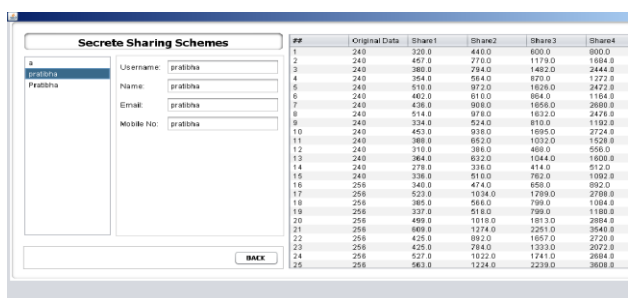 Secrete Sharing Schemes
a
pratibha
Pratibha
Username: pratibha
Name: pratibha
Email: pratibha
Mobile No: pratibha
BACK
## Original Data Share1 Share2 Share3 Share4
1 240 320.0 440.0 600.0 800.0
2 240 457.0 770.0 1179.0 1684.0
3 240 380.0 794.0 1482.0 2444.0
4 240 354.0 564.0 870.0 1272.0
5 240 510.0 972.0 1626.0 2472.0
6 240 402.0 610.0 864.0 1164.0
7 240 436.0 908.0 1656.0 2680.0
8 240 514.0 978.0 1632.0 2476.0
9 240 334.0 524.0 810.0 1192.0
10 240 453.0 938.0 1695.0 2724.0
11 240 388.0 652.0 1032.0 1528.0
12 240 310.0 386.0 468.0 556.0
13 240 364.0 632.0 1044.0 1600.0
14 240 278.0 336.0 414.0 512.0
15 240 336.0 510.0 762.0 1092.0
16 256 340.0 474.0 658.0 892.0
17 256 523.0 1034.0 1789.0 2788.0
18 256 385.0 566.0 799.0 1084.0
19 256 337.0 518.0 799.0 1180.0
20 256 499.0 1018.0 1813.0 2884.0
21 256 609.0 1274.0 2251.0 3540.0
22 256 425.0 892.0 1657.0 2720.0
23 256 425.0 784.0 1333.0 2072.0
24 256 527.0 1022.0 1741.0 2684.0
25 256 563.0 1224.0 2239.0 3608.0